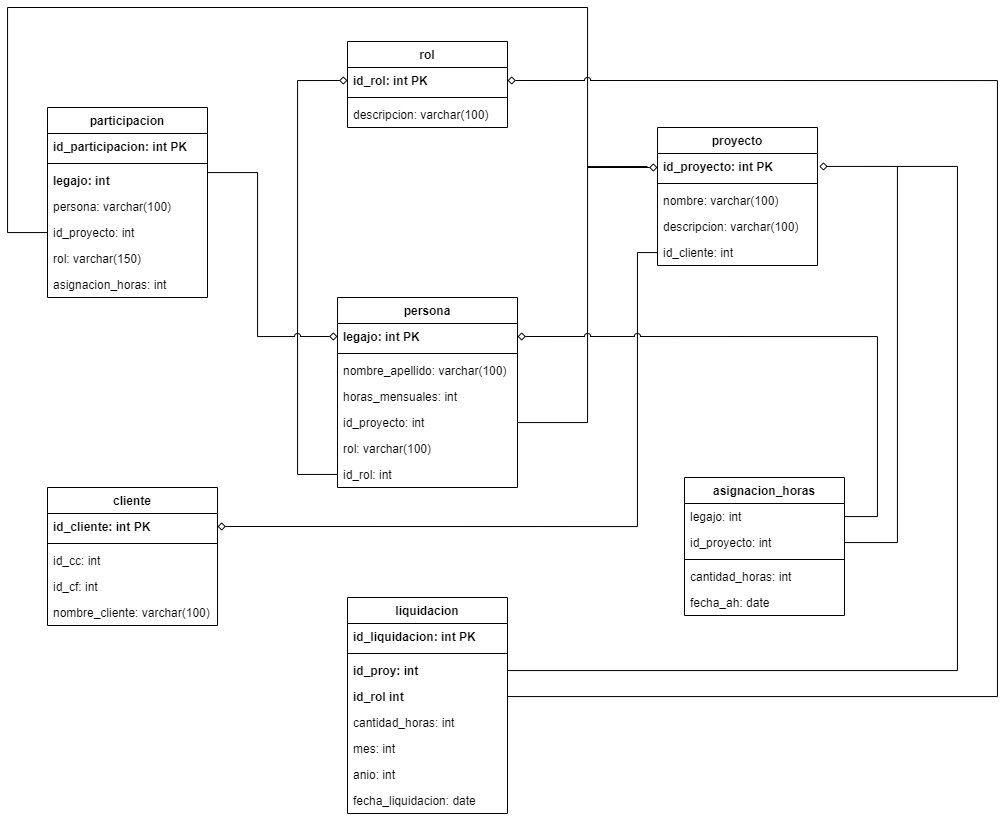 rol
id_rol: int PK
descripcion: varchar(100)
participacion
id_participacion: int PK
legajo: int
persona: varchar(100)
id_proyecto: int
rol: varchar(150)
asignacion_horas: int
proyecto
id_proyecto: int PK
nombre: varchar(100)
descripcion: varchar(100)
id_cliente: int
persona
legajo: int PK
nombre_apellido: varchar(100)
horas_mensuales: int
id_proyecto: int
rol: varchar(100)
id_rol: int
cliente
id_cliente: int PK
id_cc: int
id_cf: int
nombre_cliente: varchar(100)
asignacion_horas
legajo: int
id_proyecto: int
cantidad_horas: int
fecha_ah: date
liquidacion
id_liquidacion: int PK
id_proy: int
id_rol int
cantidad_horas: int
mes: int
anio: int
fecha_liquidacion: date